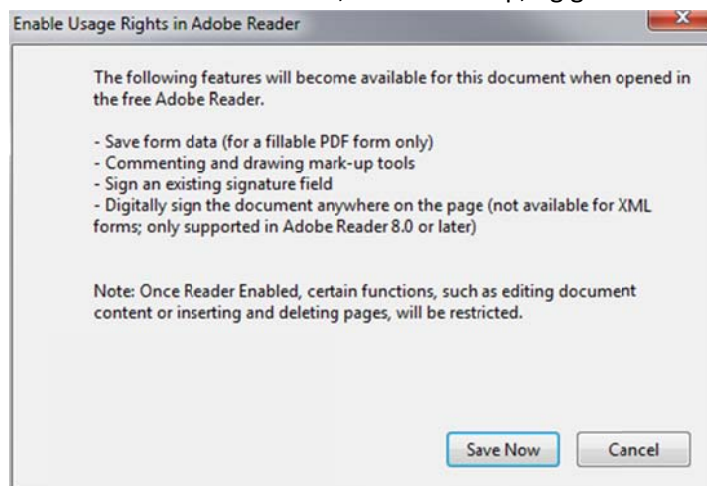 Enable Usage Rights in Adobe Reader
The following features will become available for this document when opened in
the free Adobe Reader.
- Save form data (for a fillable PDF form only)
- Commenting and drawing mark-up tools
- Sign an existing signature field
- Digitally sign the document anywhere on the page (not available for XML
forms; only supported in Adobe Reader 8.0 or later)
Note: Once Reader Enabled, certain functions, such as editing document
content or inserting and deleting pages, will be restricted.
Save Now Cancel